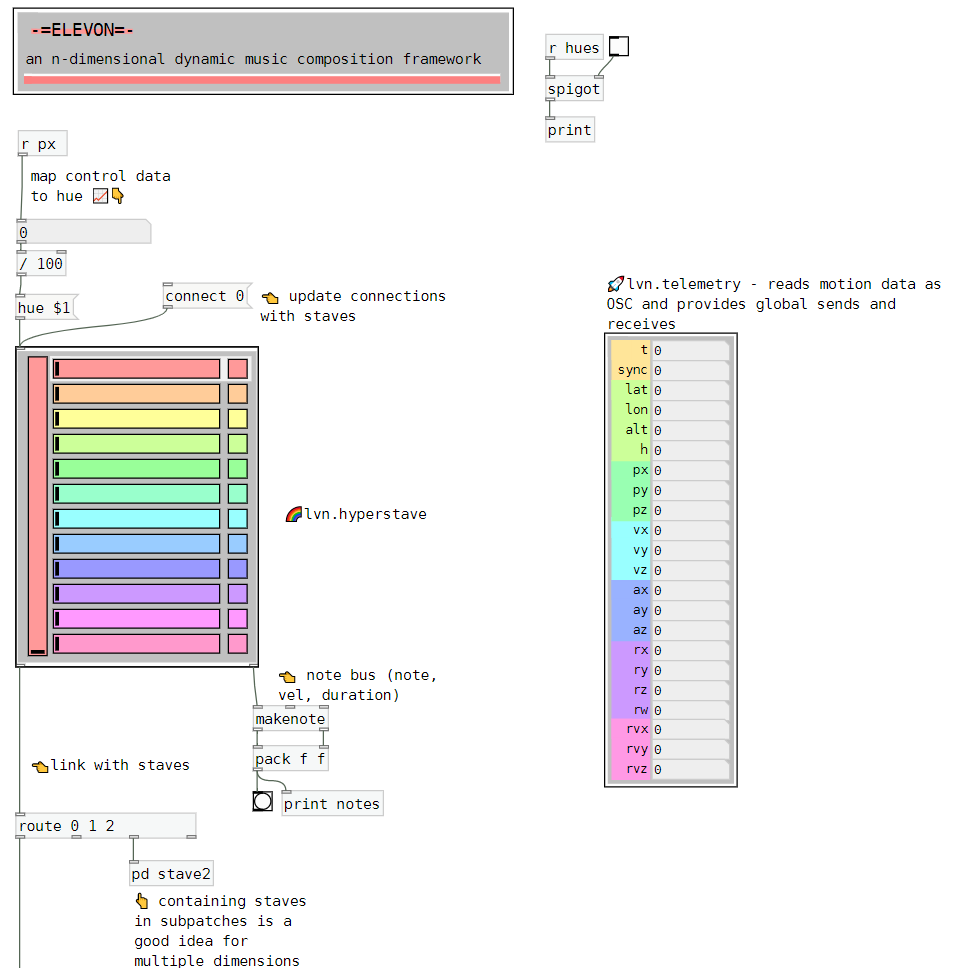 -=ELEVON=-
an n-dimensional dynamic music composition framework
r hues
spigot
print
r px
map control data
to hue 📈👇
0
/ 100
hue $1
connect 0
👈 update connections
with staves
🚀lvn.telemetry - reads motion data as
OSC and provides global sends and
receives
t 0
sync 0
lat 0
lon 0
alt 0
h 0
px 0
py 0
pz 0
vx 0
vy 0
vz 0
ax 0
ay 0
az 0
rx 0
ry 0
rz 0
rw 0
rvx 0
rvy 0
rvz 0
🌈lvn.hyperstave
👈 note bus (note,
vel, duration)
makenote
pack f f
print notes
👈link with staves
route 0 1 2
pd stave2
👆 containing staves
in subpatches is a
good idea for
multiple dimensions